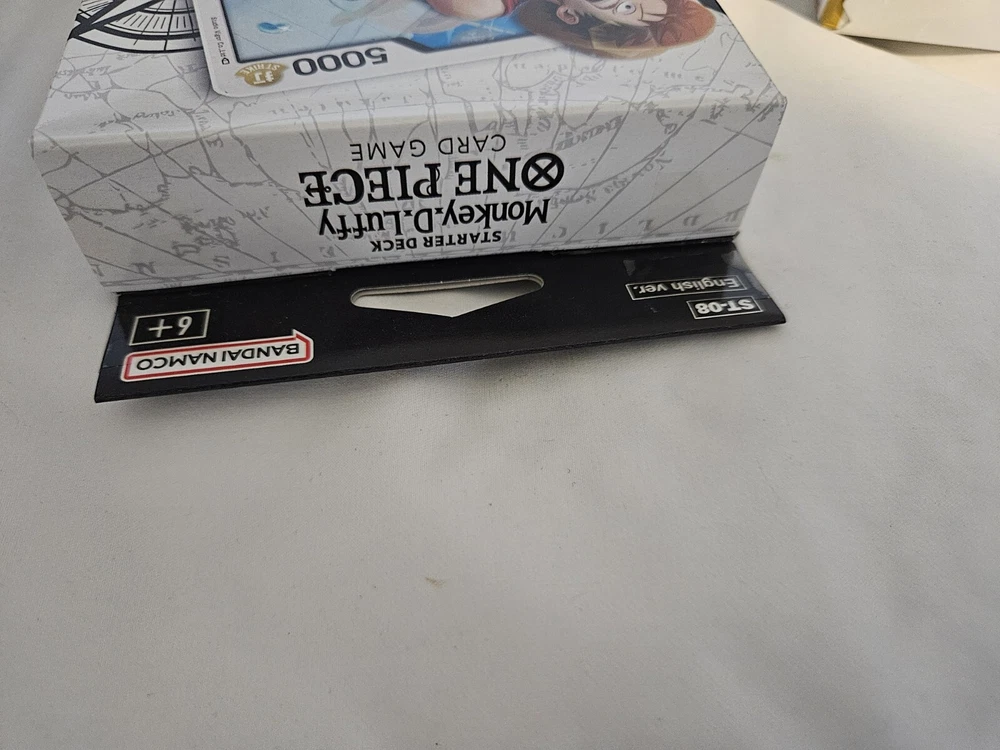 BANDAI NAMCO
6+
ST-08
English ver.
STARTER DECK
Monkey.D.Luffy
ONE PIECE
CARD GAME
5000